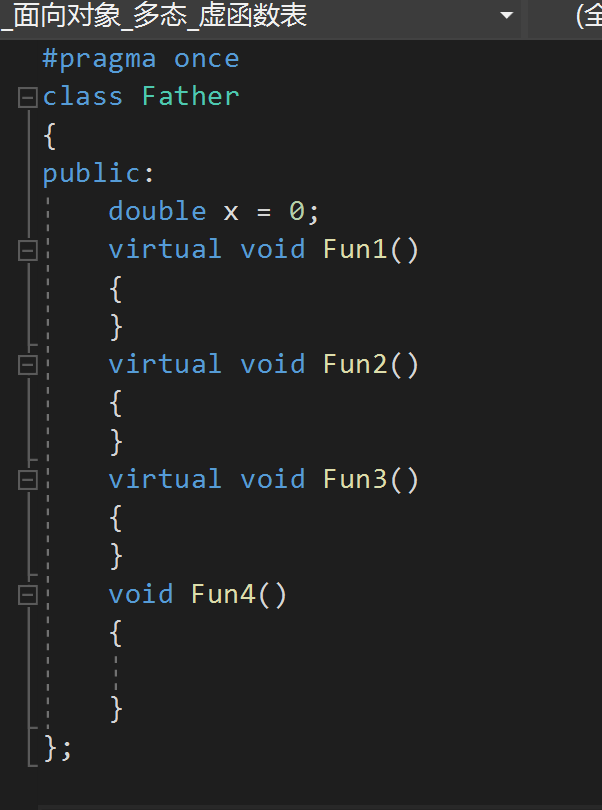 _面向对象_多态_虚函数表
(全
#pragma once
class Father
{
public:
double x = 0;
virtual void Fun1()
{
}
virtual void Fun2()
{
}
virtual void Fun3()
{
}
void Fun4()
{
}
};